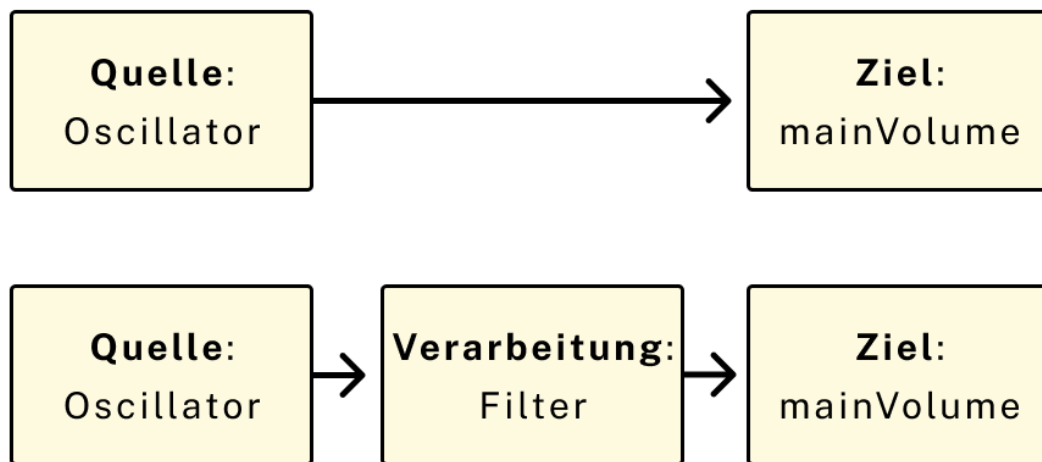 Quelle:
Oscillator
Ziel:
mainVolume
Quelle:
Oscillator
Verarbeitung:
Filter
Ziel:
mainVolume